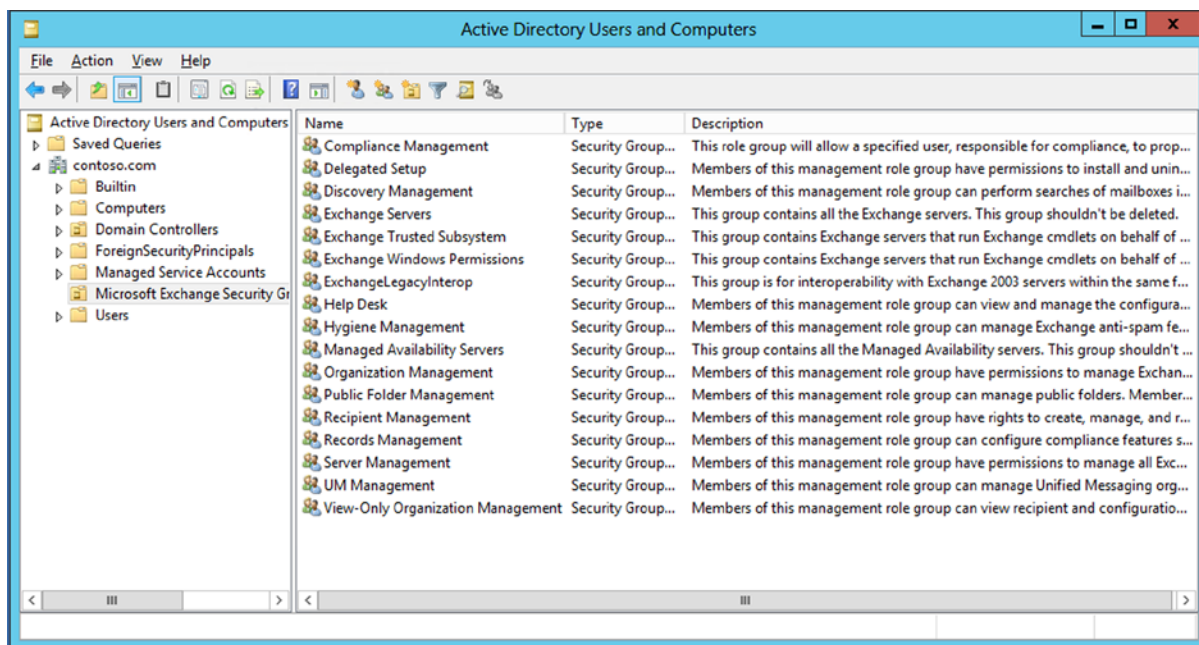 Active Directory Users and Computers
File Action View Help
Active Directory Users and Computers
Saved Queries
contoso.com
Builtin
Computers
Domain Controllers
ForeignSecurityPrincipals
Managed Service Accounts
Microsoft Exchange Security Gr
Users
Name Type Description
Compliance Management Security Group... This role group will allow a specified user, responsible for compliance, to prop...
Delegated Setup Security Group... Members of this management role group have permissions to install and unin...
Discovery Management Security Group... Members of this management role group can perform searches of mailboxes i...
Exchange Servers Security Group... This group contains all the Exchange servers. This group shouldn't be deleted.
Exchange Trusted Subsystem Security Group... This group contains Exchange servers that run Exchange cmdlets on behalf of ...
Exchange Windows Permissions Security Group... This group contains Exchange servers that run Exchange cmdlets on behalf of ...
ExchangeLegacyInterop Security Group... This group is for interoperability with Exchange 2003 servers within the same f...
Help Desk Security Group... Members of this management role group can view and manage the configura...
Hygiene Management Security Group... Members of this management role group can manage Exchange anti-spam fe...
Managed Availability Servers Security Group... This group contains all the Managed Availability servers. This group shouldn't ...
Organization Management Security Group... Members of this management role group have permissions to manage Exchan...
Public Folder Management Security Group... Members of this management role group can manage public folders. Member...
Recipient Management Security Group... Members of this management role group have rights to create, manage, and r...
Records Management Security Group... Members of this management role group can configure compliance features s...
Server Management Security Group... Members of this management role group have permissions to manage all Exc...
UM Management Security Group... Members of this management role group can manage Unified Messaging org...
View-Only Organization Management Security Group... Members of this management role group can view recipient and configuratio...